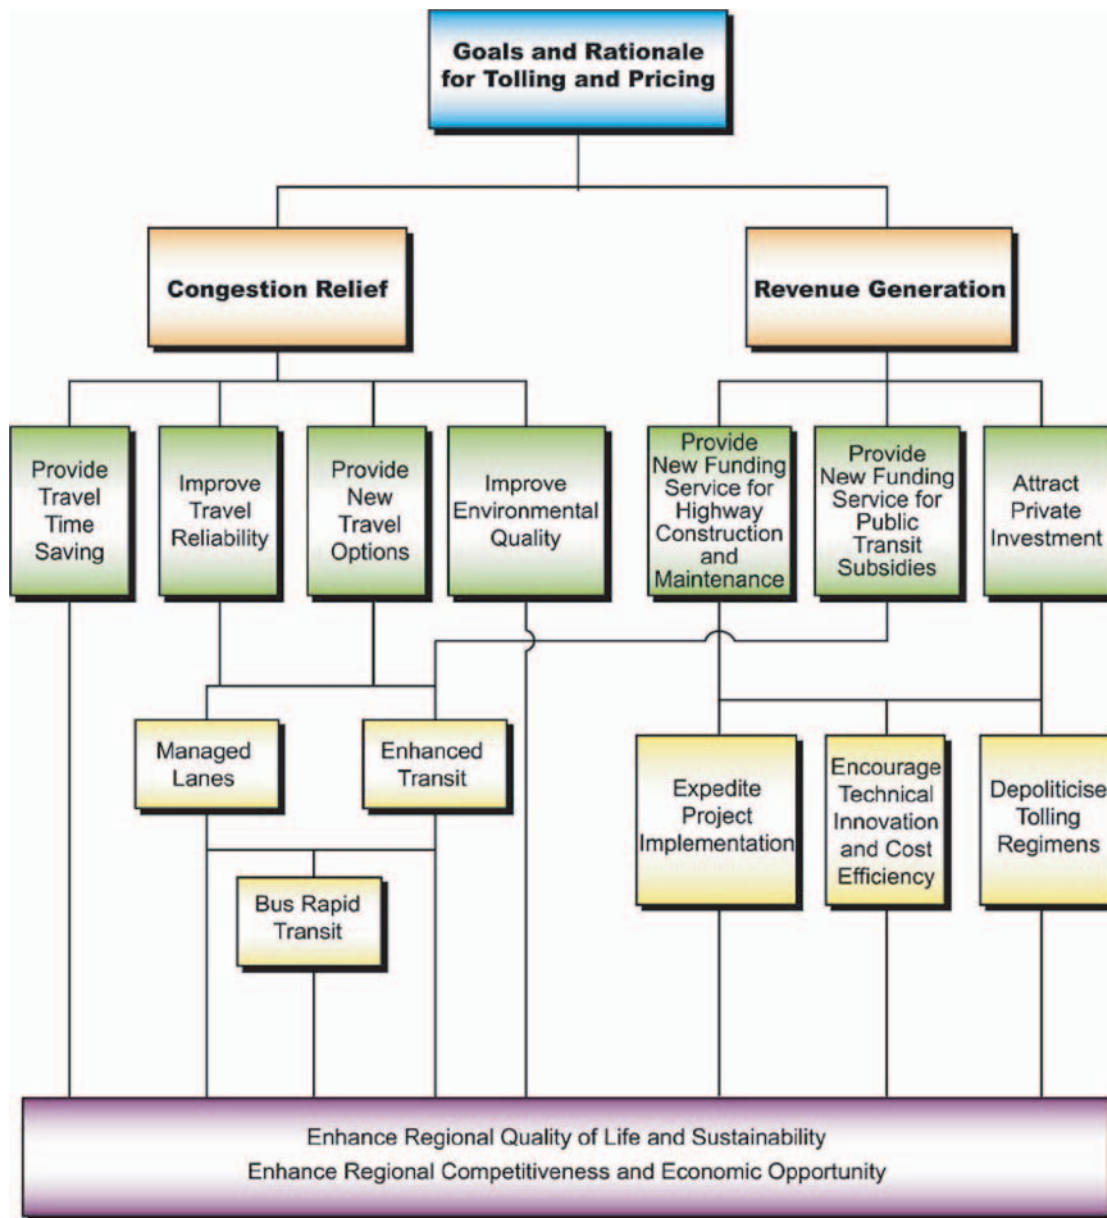 Goals and Rationale
for Tolling and Pricing
Congestion Relief
Revenue Generation
Provide
Travel
Time
Saving
Improve
Travel
Reliability
Provide
New
Travel
Options
Improve
Environmental
Quality
Provide
New Funding
Service for
Highway
Construction
and
Maintenance
Provide
New Funding
Service for
Public
Transit
Subsidies
Attract
Private
Investment
Managed
Lanes
Enhanced
Transit
Bus Rapid
Transit
Expedite
Project
Implementation
Encourage
Technical
Innovation
and Cost
Efficiency
Depoliticise
Tolling
Regimens
Enhance Regional Quality of Life and Sustainability
Enhance Regional Competitiveness and Economic Opportunity